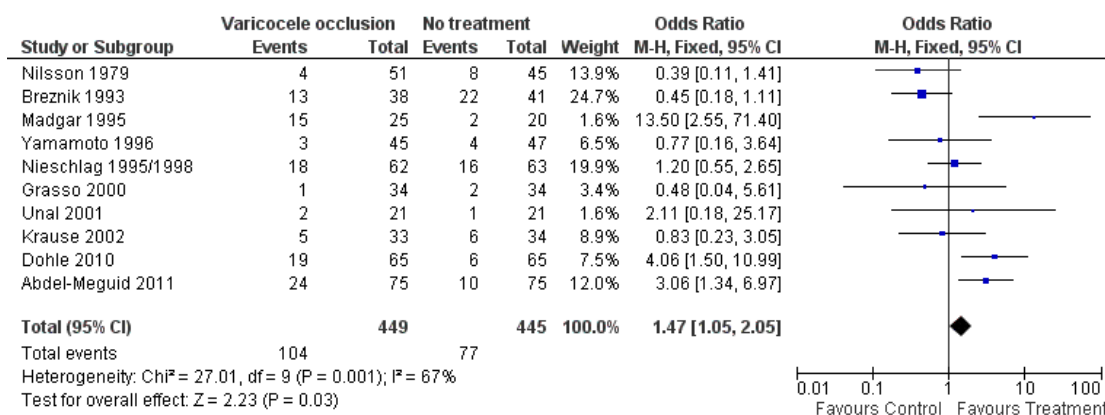 Varicocele occlusion No treatment Odds Ratio Odds Ratio
Study or Subgroup Events Total Events Total Weight M-H, Fixed, 95% CI M-H, Fixed, 95% CI
Nilsson 1979 4 51 8 45 13.9% 0.39 [0.11, 1.41]
Breznik 1993 13 38 22 41 24.7% 0.45 [0.18, 1.11]
Madgar 1995 15 25 2 20 1.6% 13.50 [2.55, 71.40]
Yamamoto 1996 3 45 4 47 6.5% 0.77 [0.16, 3.64]
Nieschlag 1995/1998 18 62 16 63 19.9% 1.20 [0.55, 2.65]
Grasso 2000 1 34 2 34 3.4% 0.48 [0.04, 5.61]
Unal 2001 2 21 1 21 1.6% 2.11 [0.18, 25.17]
Krause 2002 5 33 6 34 8.9% 0.83 [0.23, 3.05]
Dohle 2010 19 65 6 65 7.5% 4.06 [1.50, 10.99]
Abdel-Meguid 2011 24 75 10 75 12.0% 3.06 [1.34, 6.97]
Total (95% CI) 449 445 100.0% 1.47 [1.05, 2.05]
Total events 104 77
Heterogeneity: Chi² = 27.01, df = 9 (P = 0.001); I² = 67%
Test for overall effect: Z = 2.23 (P = 0.03)
0.01 0.1 1 10 100
Favours Control Favours Treatment